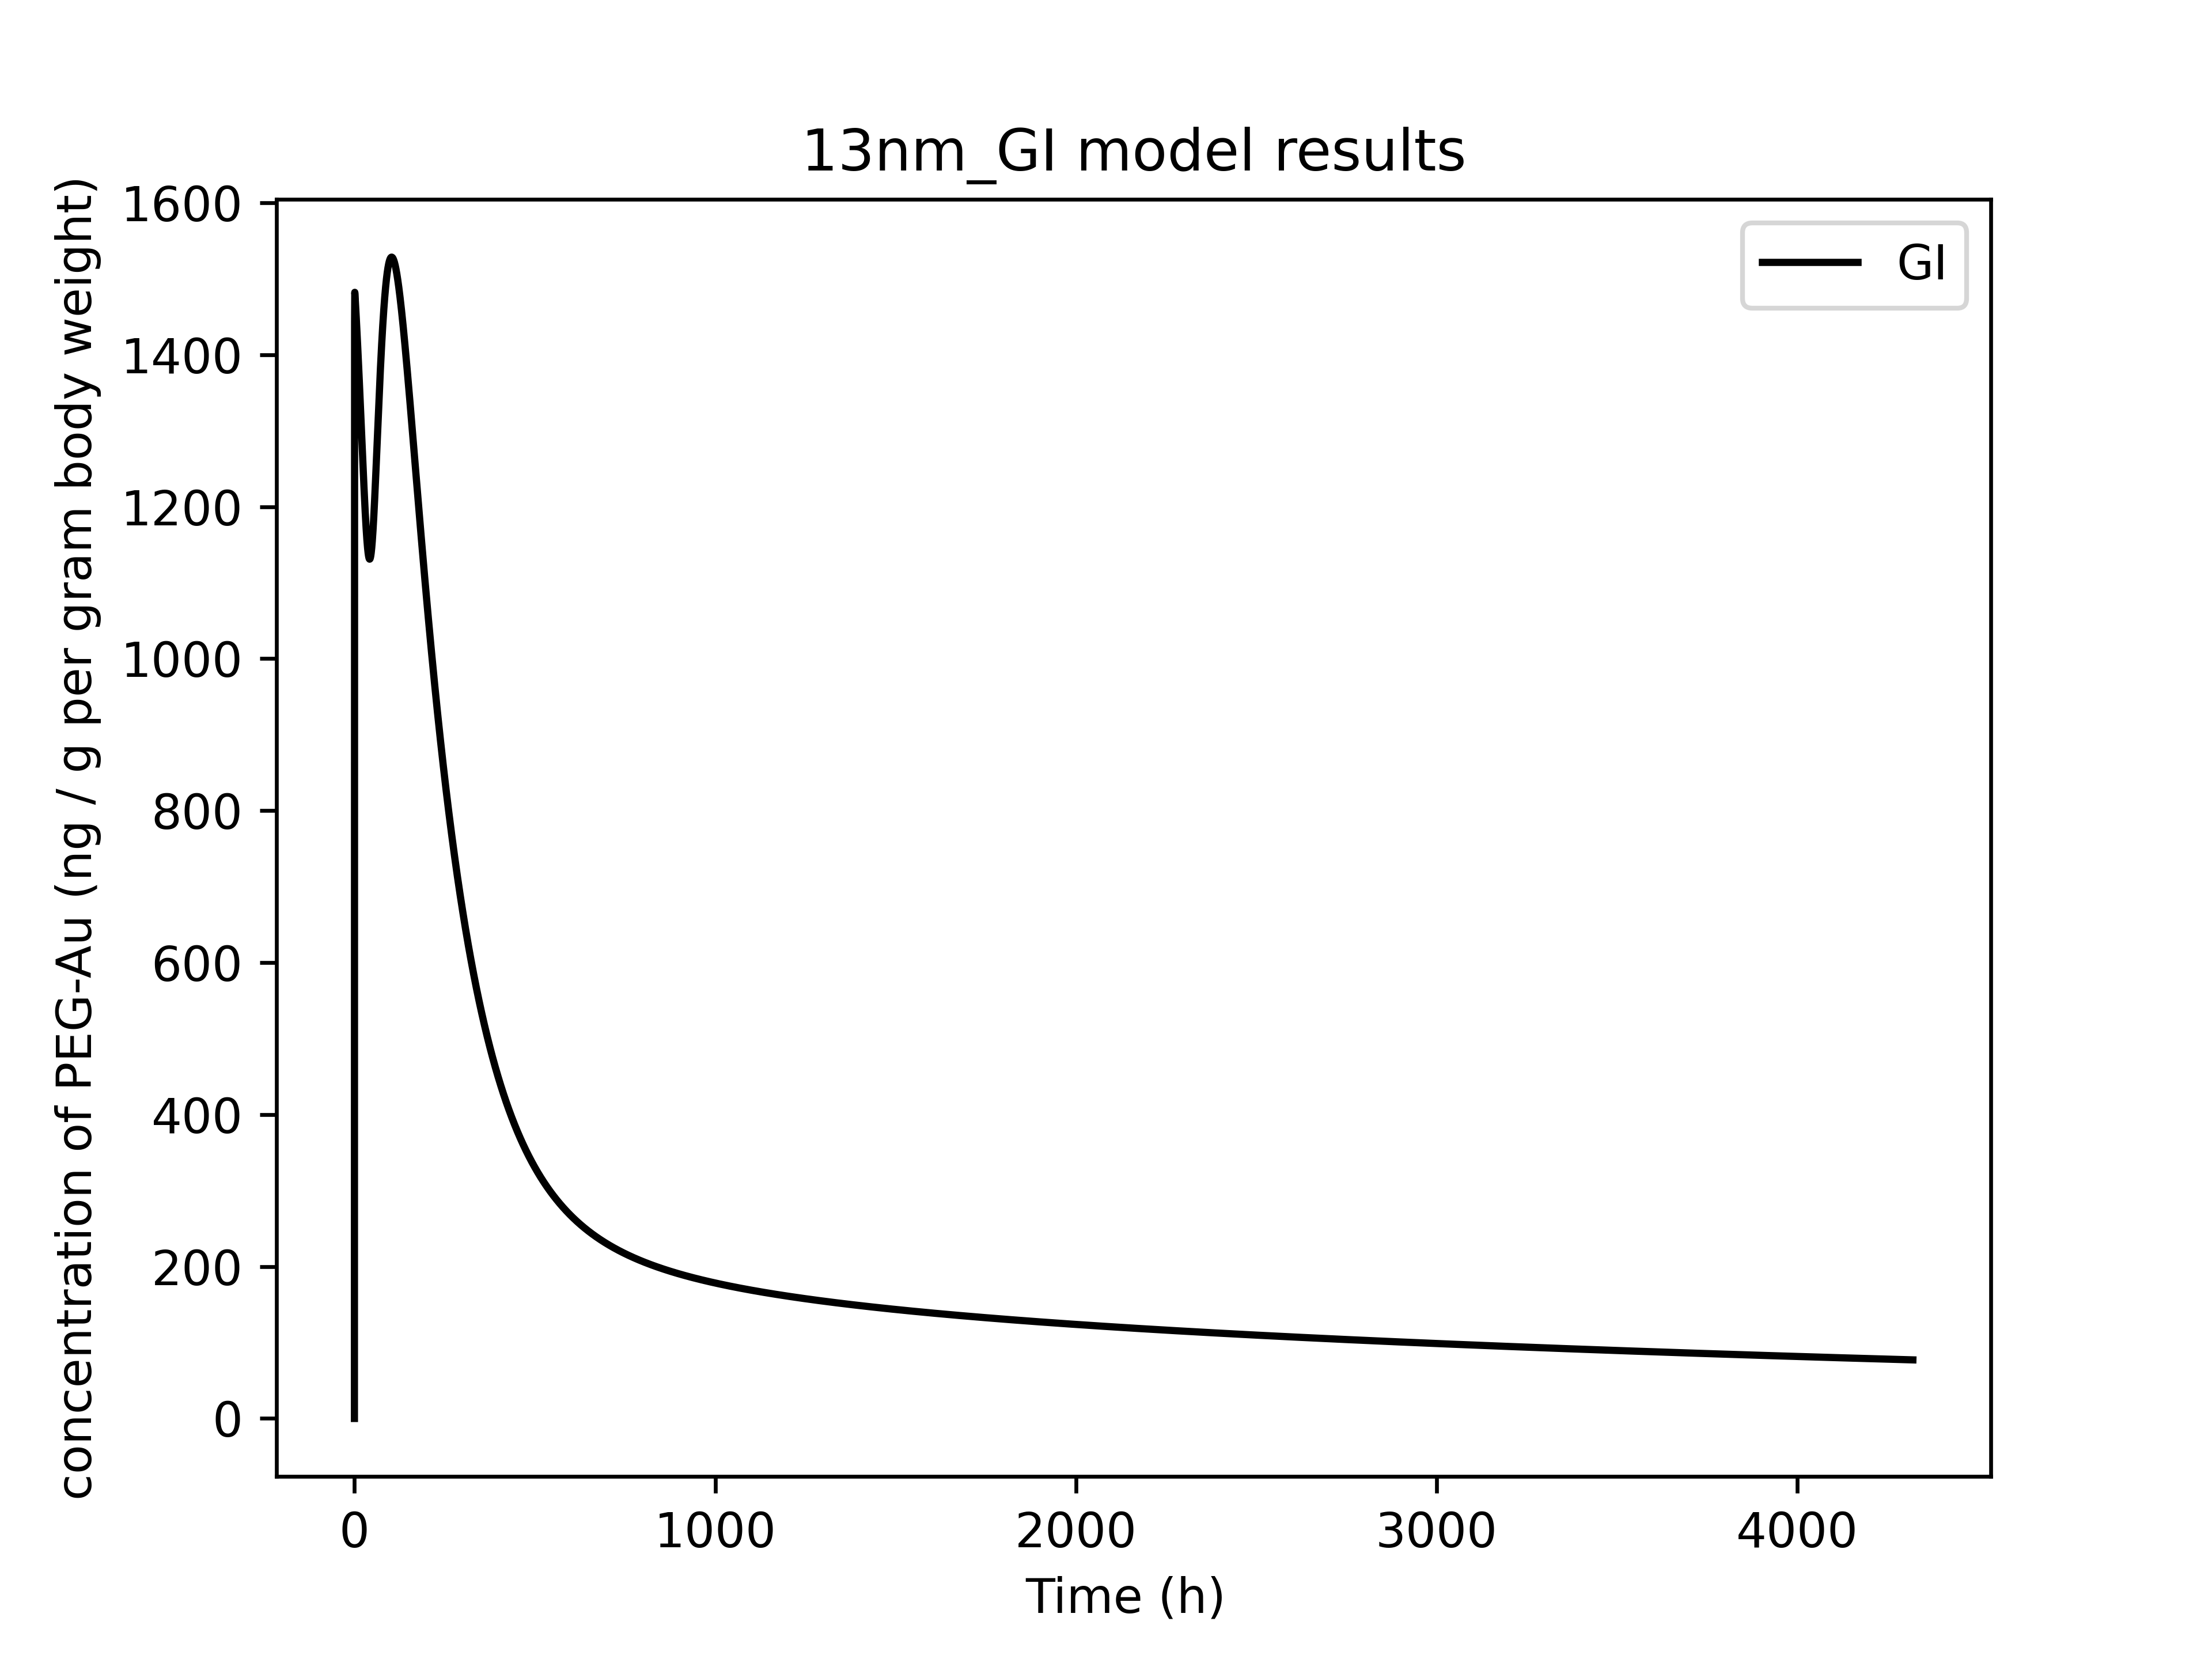 13nm_GI model results
GI
concentration of PEG-Au (ng / g per gram body weight)
1600
1400
1200
1000
800
600
400
200
0
0 1000 2000 3000 4000
Time (h)